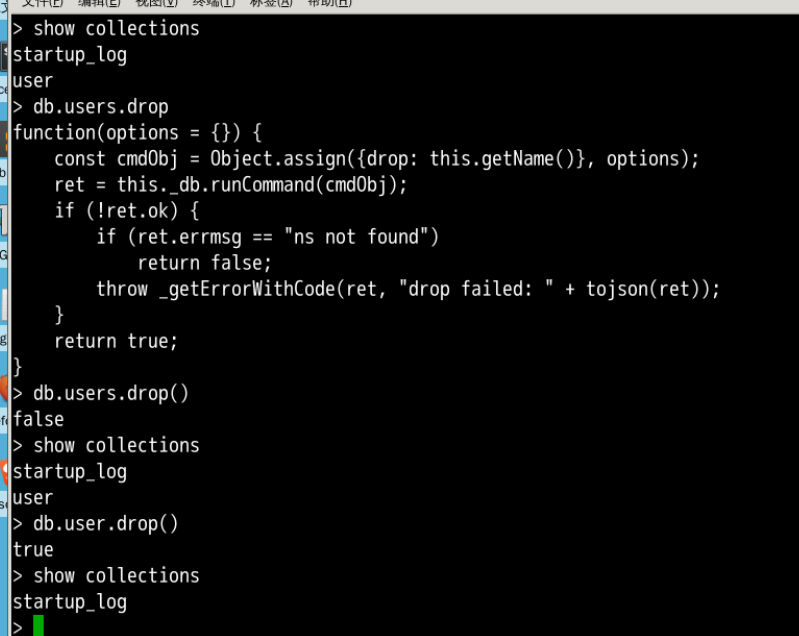 文件(F) 编辑(E) 视图(V) 终端(T) 标签(A) 帮助(H)
> show collections
startup_log
user
> db.users.drop
function(options = {}) {
    const cmdObj = Object.assign({drop: this.getName()}, options);
    ret = this._db.runCommand(cmdObj);
    if (!ret.ok) {
        if (ret.errmsg == "ns not found")
            return false;
        throw _getErrorWithCode(ret, "drop failed: " + tojson(ret));
    }
    return true;
}
> db.users.drop()
false
> show collections
startup_log
user
> db.user.drop()
true
> show collections
startup_log
>